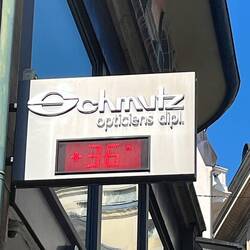 Schmutz
opticiens dipl.
+36°